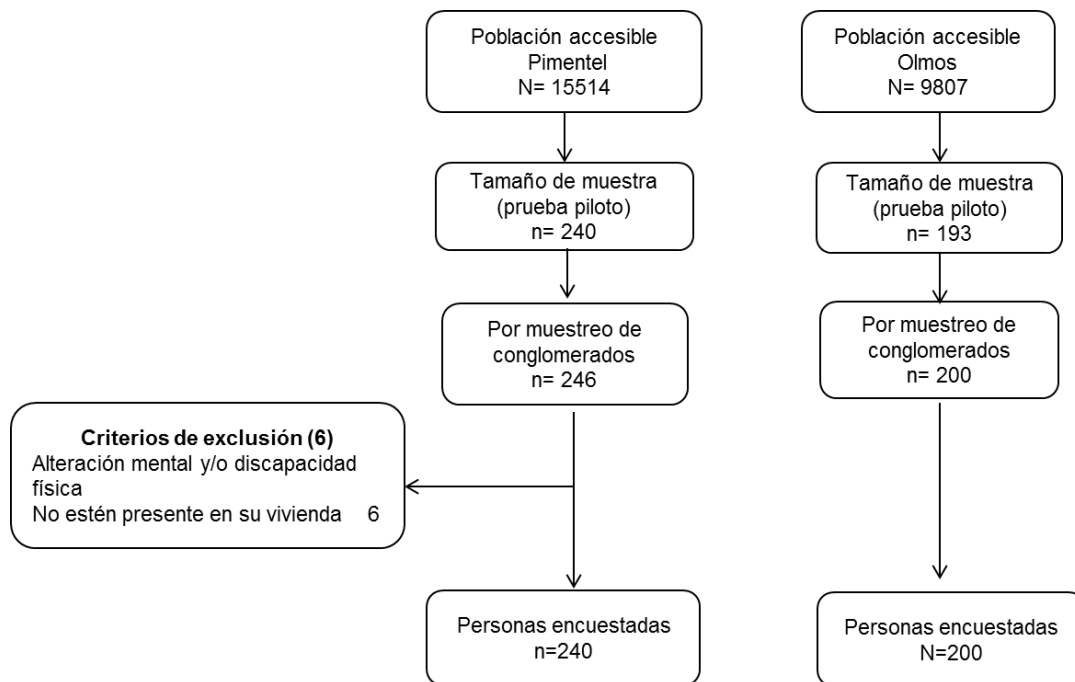 Población accesible
Pimentel
N= 15514
Población accesible
Olmos
N= 9807
Tamaño de muestra
(prueba piloto)
n= 240
Tamaño de muestra
(prueba piloto)
n= 193
Por muestreo de
conglomerados
n= 246
Por muestreo de
conglomerados
n= 200
Criterios de exclusión (6)
Alteración mental y/o discapacidad
física
No estén presente en su vivienda 6
Personas encuestadas
n=240
Personas encuestadas
N=200